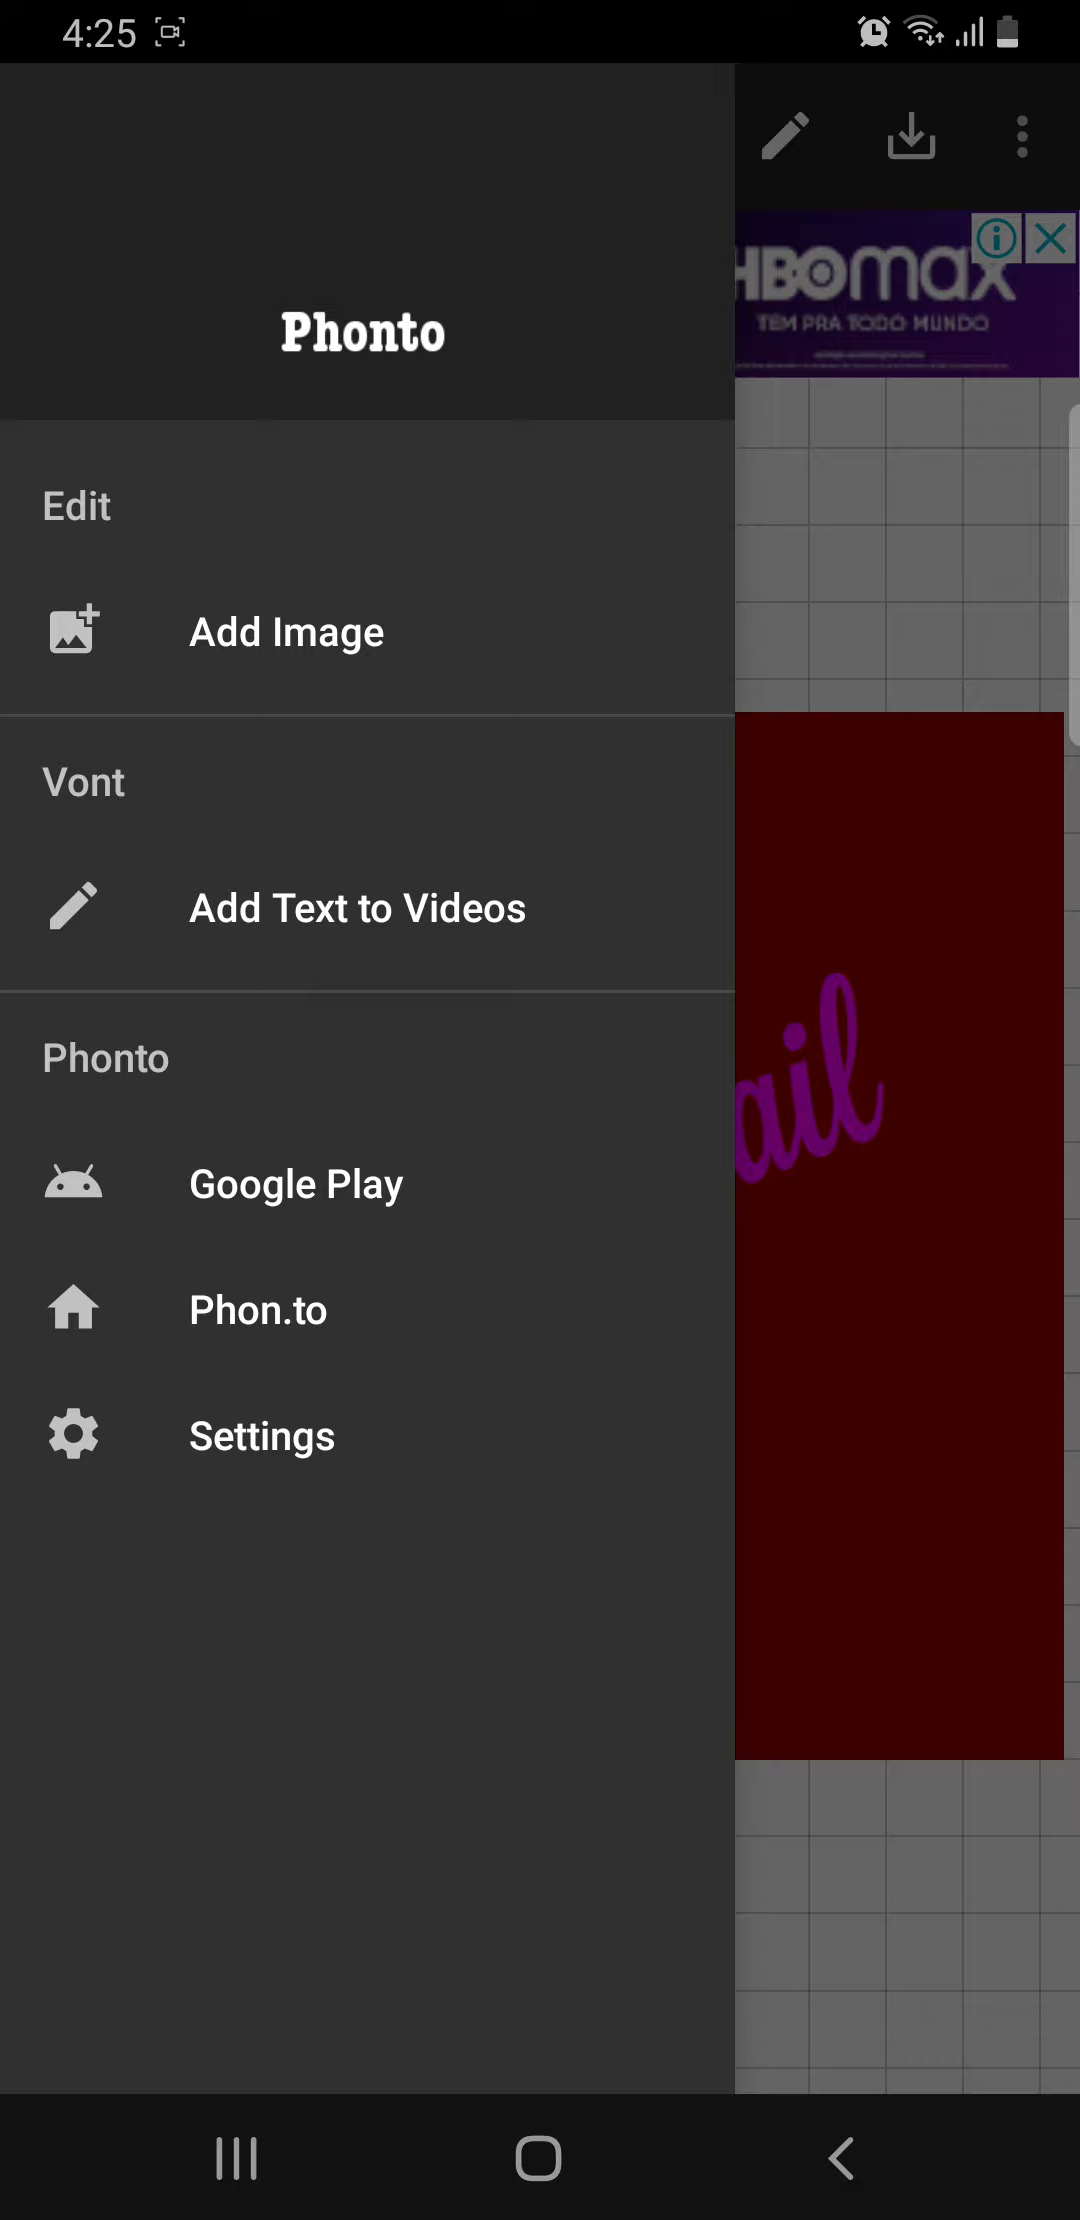 4:25
Phonto
HBOmax
TEM PRA TODO MUNDO
Edit
Add Image
Vont
Add Text to Videos
ail
Phonto
Google Play
Phon.to
Settings